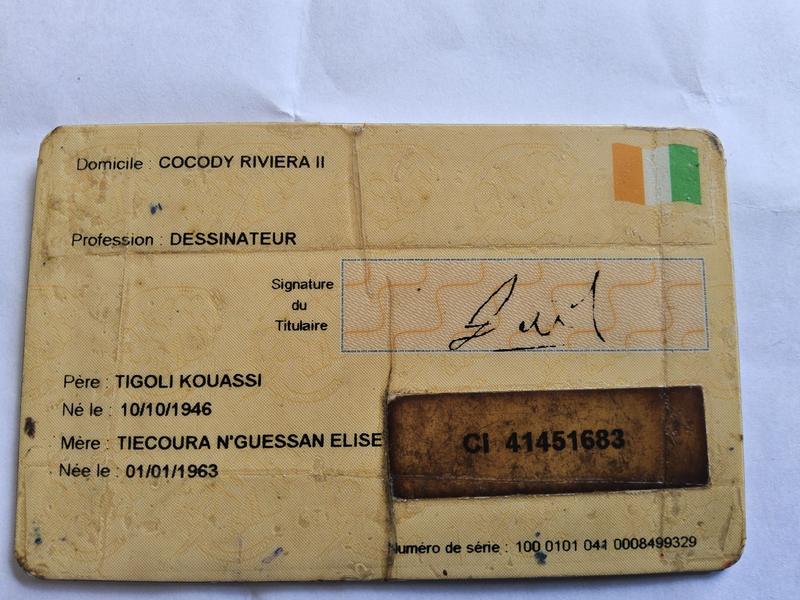 Domicile : COCODY RIVIERA II
Profession : DESSINATEUR
Signature
du
Titulaire
Père : TIGOLI KOUASSI
Né le : 10/10/1946
Mère : TIECOURA N'GUESSAN ELISE
Née le : 01/01/1963
CI 41451683
Numéro de série : 100 0101 041 0008499329